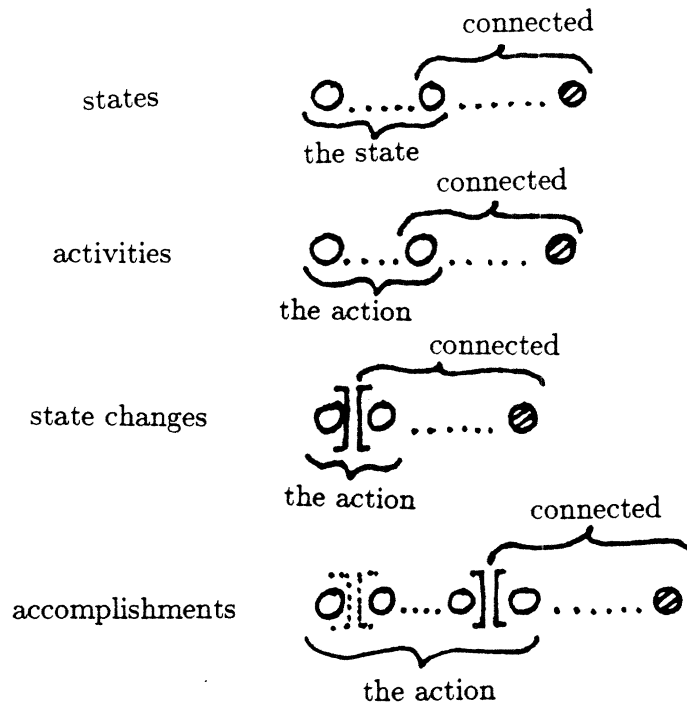 connected
states
the state
connected
activities
the action
connected
state changes
the action
connected
accomplishments
the action